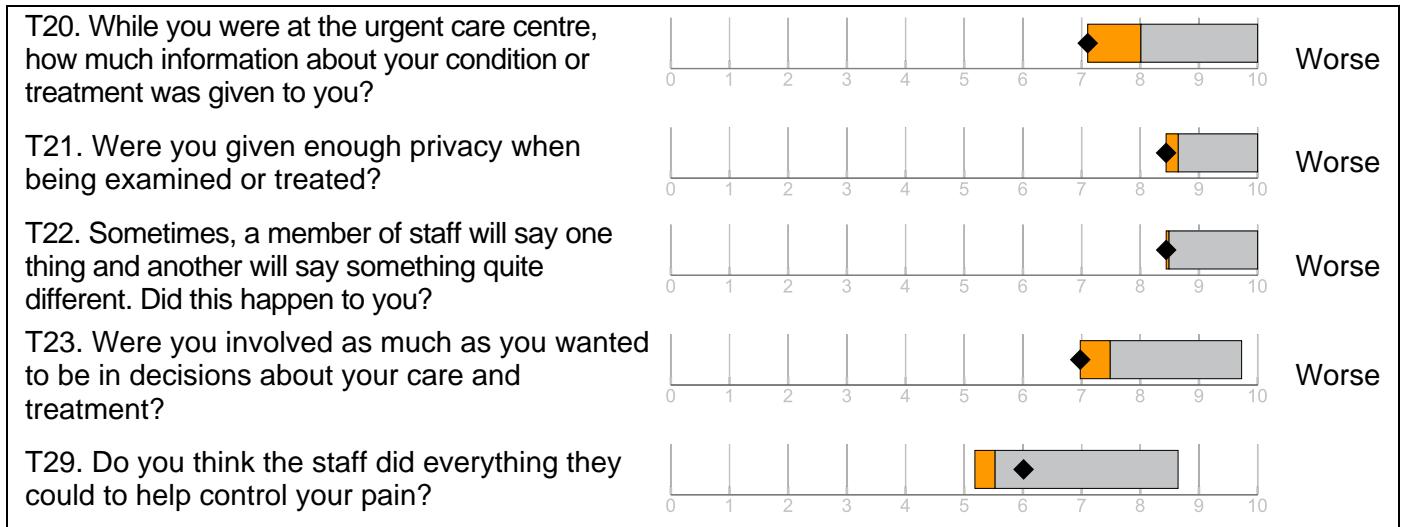 T20. While you were at the urgent care centre,
how much information about your condition or
treatment was given to you?
0 1 2 3 4 5 6 7 8 9 10
Worse
T21. Were you given enough privacy when
being examined or treated?
0 1 2 3 4 5 6 7 8 9 10
Worse
T22. Sometimes, a member of staff will say one
thing and another will say something quite
different. Did this happen to you?
0 1 2 3 4 5 6 7 8 9 10
Worse
T23. Were you involved as much as you wanted
to be in decisions about your care and
treatment?
0 1 2 3 4 5 6 7 8 9 10
Worse
T29. Do you think the staff did everything they
could to help control your pain?
0 1 2 3 4 5 6 7 8 9 10